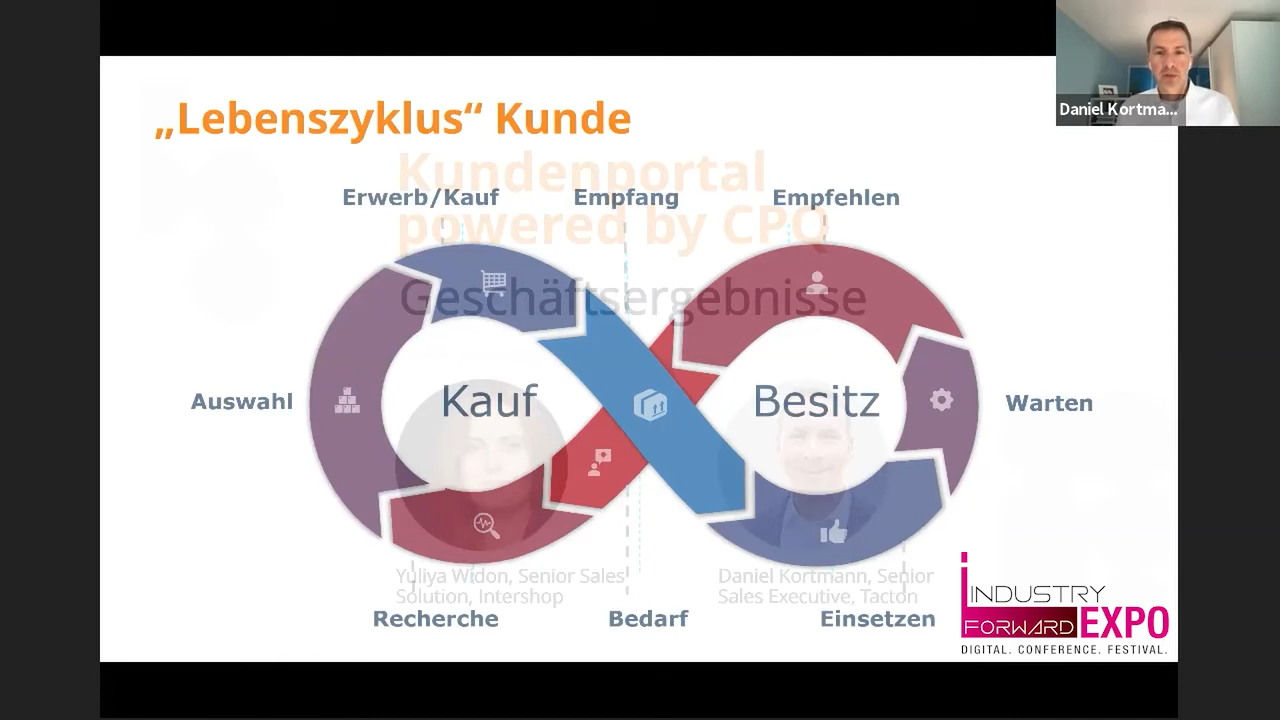 Daniel Kortma...
„Lebenszyklus“ Kunde
Kundenportal
powered by CPQ
Geschäftsergebnisse
Erwerb/Kauf
Empfang
Empfehlen
Auswahl
Kauf
Besitz
Warten
Yuliya Widon, Senior Sales
Solution, Intershop
Daniel Kortmann, Senior
Sales Executive, Tacton
Recherche
Bedarf
Einsetzen
INDUSTRY
FORWARD EXPO
DIGITAL. CONFERENCE. FESTIVAL.